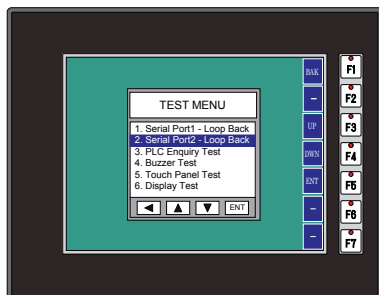 TEST MENU
1. Serial Port1 - Loop Back
2. Serial Port2 - Loop Back
3. PLC Enquiry Test
4. Buzzer Test
5. Touch Panel Test
6. Display Test
ENT
BAK
–
UP
DWN
ENT
–
–
F1
F2
F3
F4
F5
F6
F7